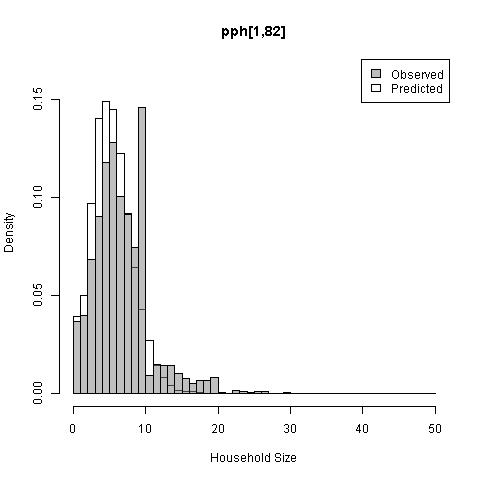 pph[1,82]
Observed
Predicted
0.15
0.10
0.05
0.00
Density
0 10 20 30 40 50
Household Size